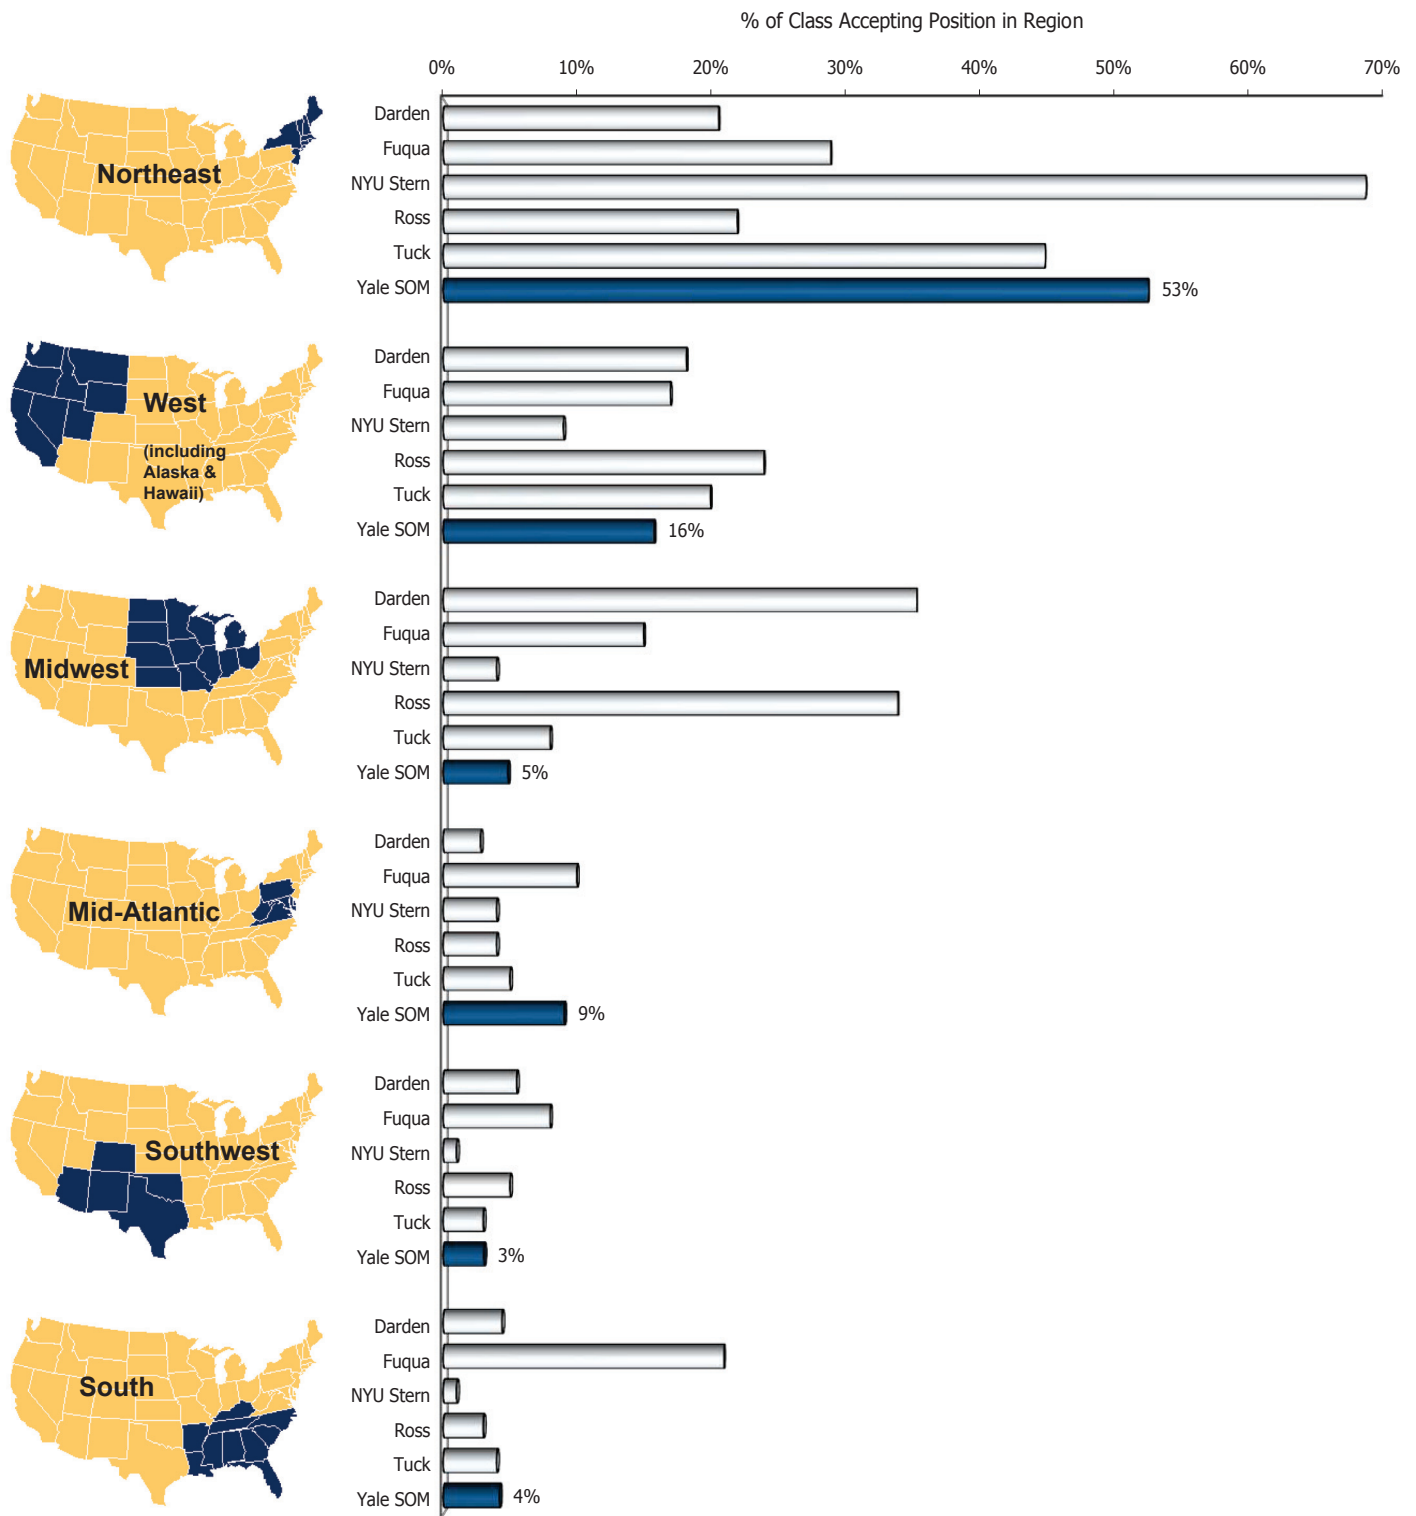 % of Class Accepting Position in Region
0% 10% 20% 30% 40% 50% 60% 70%
Northeast
Darden
Fuqua
NYU Stern
Ross
Tuck
Yale SOM 53%
West
(including
Alaska &
Hawaii)
Darden
Fuqua
NYU Stern
Ross
Tuck
Yale SOM 16%
Midwest
Darden
Fuqua
NYU Stern
Ross
Tuck
Yale SOM 5%
Mid-Atlantic
Darden
Fuqua
NYU Stern
Ross
Tuck
Yale SOM 9%
Southwest
Darden
Fuqua
NYU Stern
Ross
Tuck
Yale SOM 3%
South
Darden
Fuqua
NYU Stern
Ross
Tuck
Yale SOM 4%